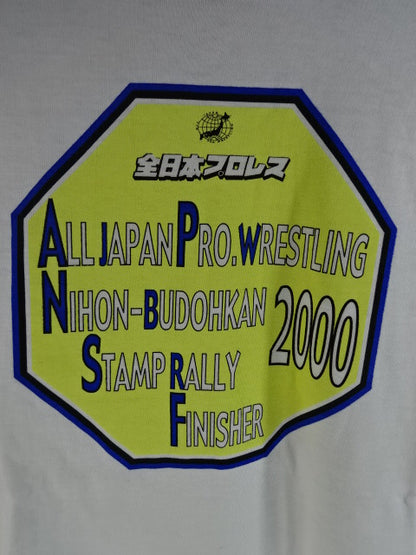 全日本プロレス
ALL JAPAN PRO.WRESTLING
NIHON-BUDOHKAN
2000
STAMP RALLY
FINISHER